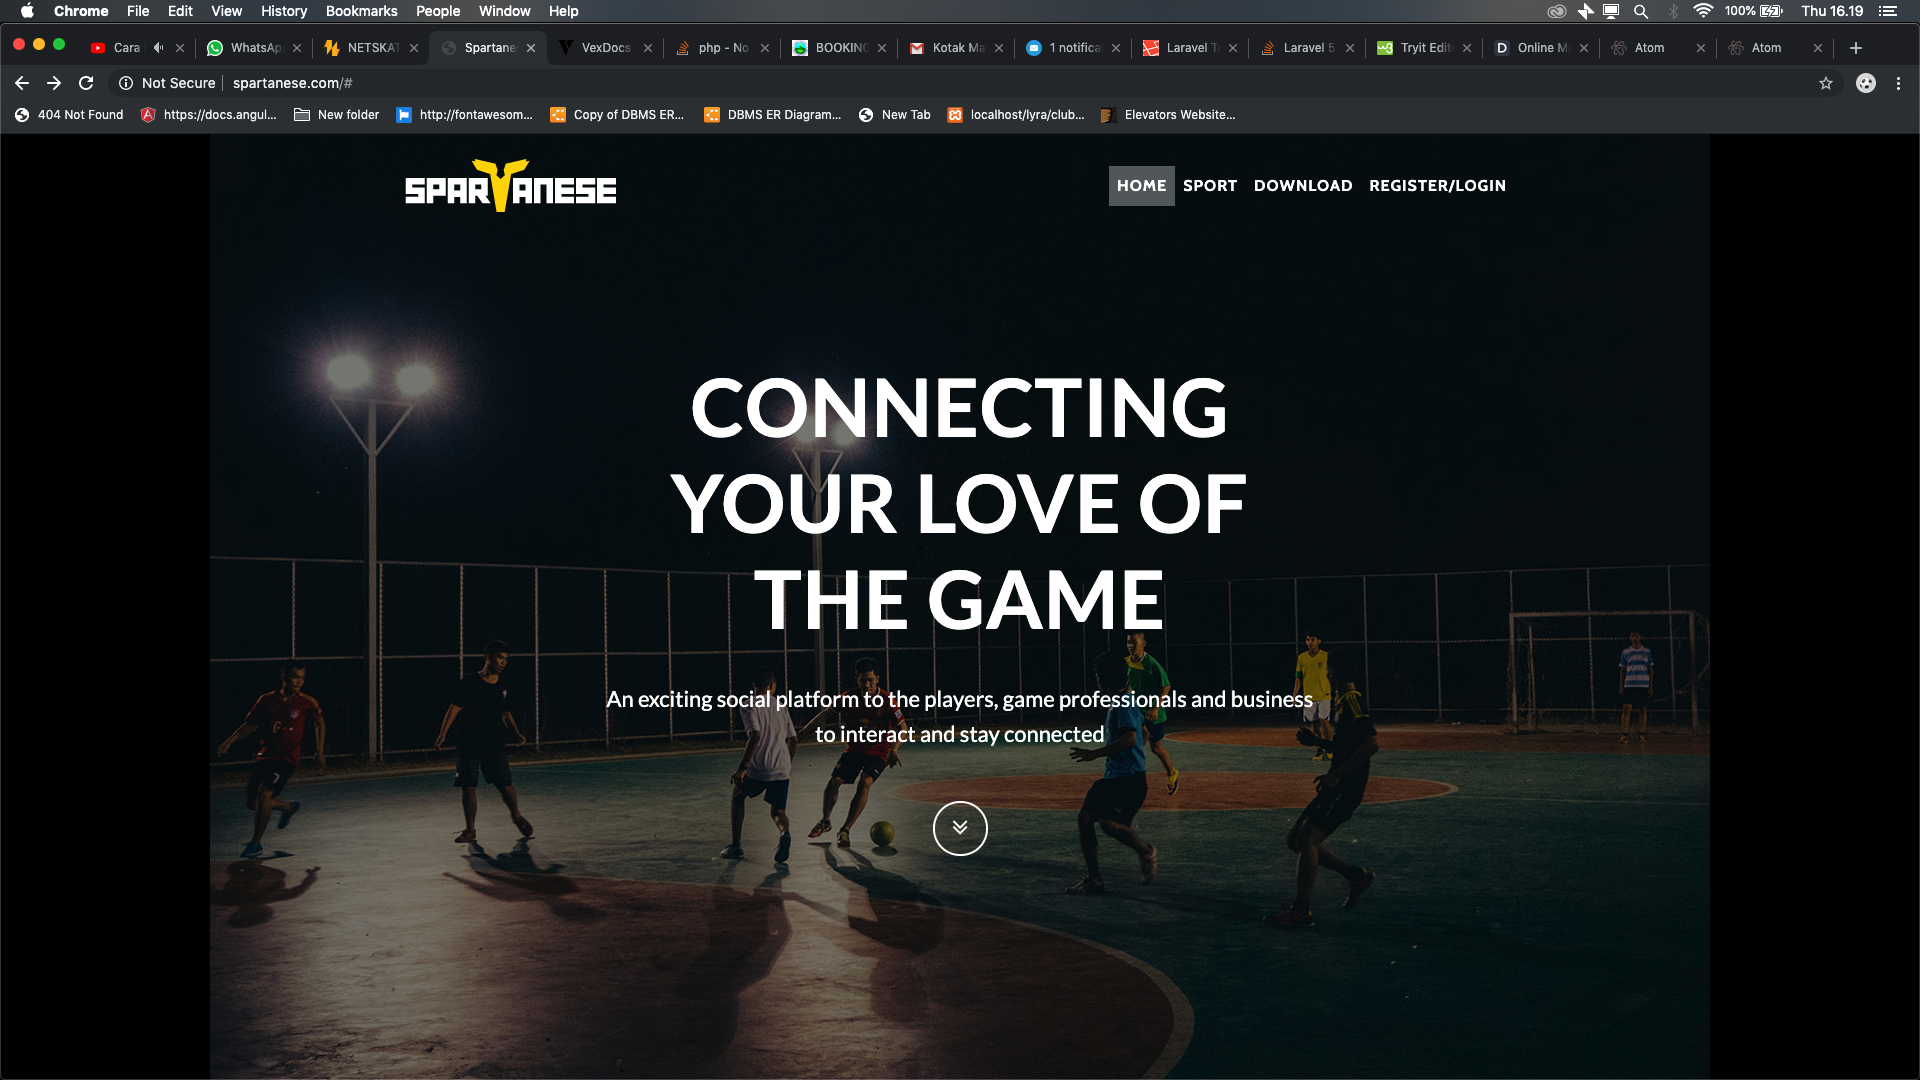 Chrome File Edit View History Bookmarks People Window Help 100% Thu 16.19
Cara WhatsAp NETSKAT Spartane VexDocs php - No BOOKING Kotak Ma 1 notifica Laravel T Laravel 5 Tryit Edit Online M Atom Atom
Not Secure spartanese.com/#
404 Not Found https://docs.angul... New folder http://fontawesom... Copy of DBMS ER... DBMS ER Diagram... New Tab localhost/lyra/club... Elevators Website...
SPARTANESE
HOME SPORT DOWNLOAD REGISTER/LOGIN
CONNECTING
YOUR LOVE OF
THE GAME
An exciting social platform to the players, game professionals and business
to interact and stay connected